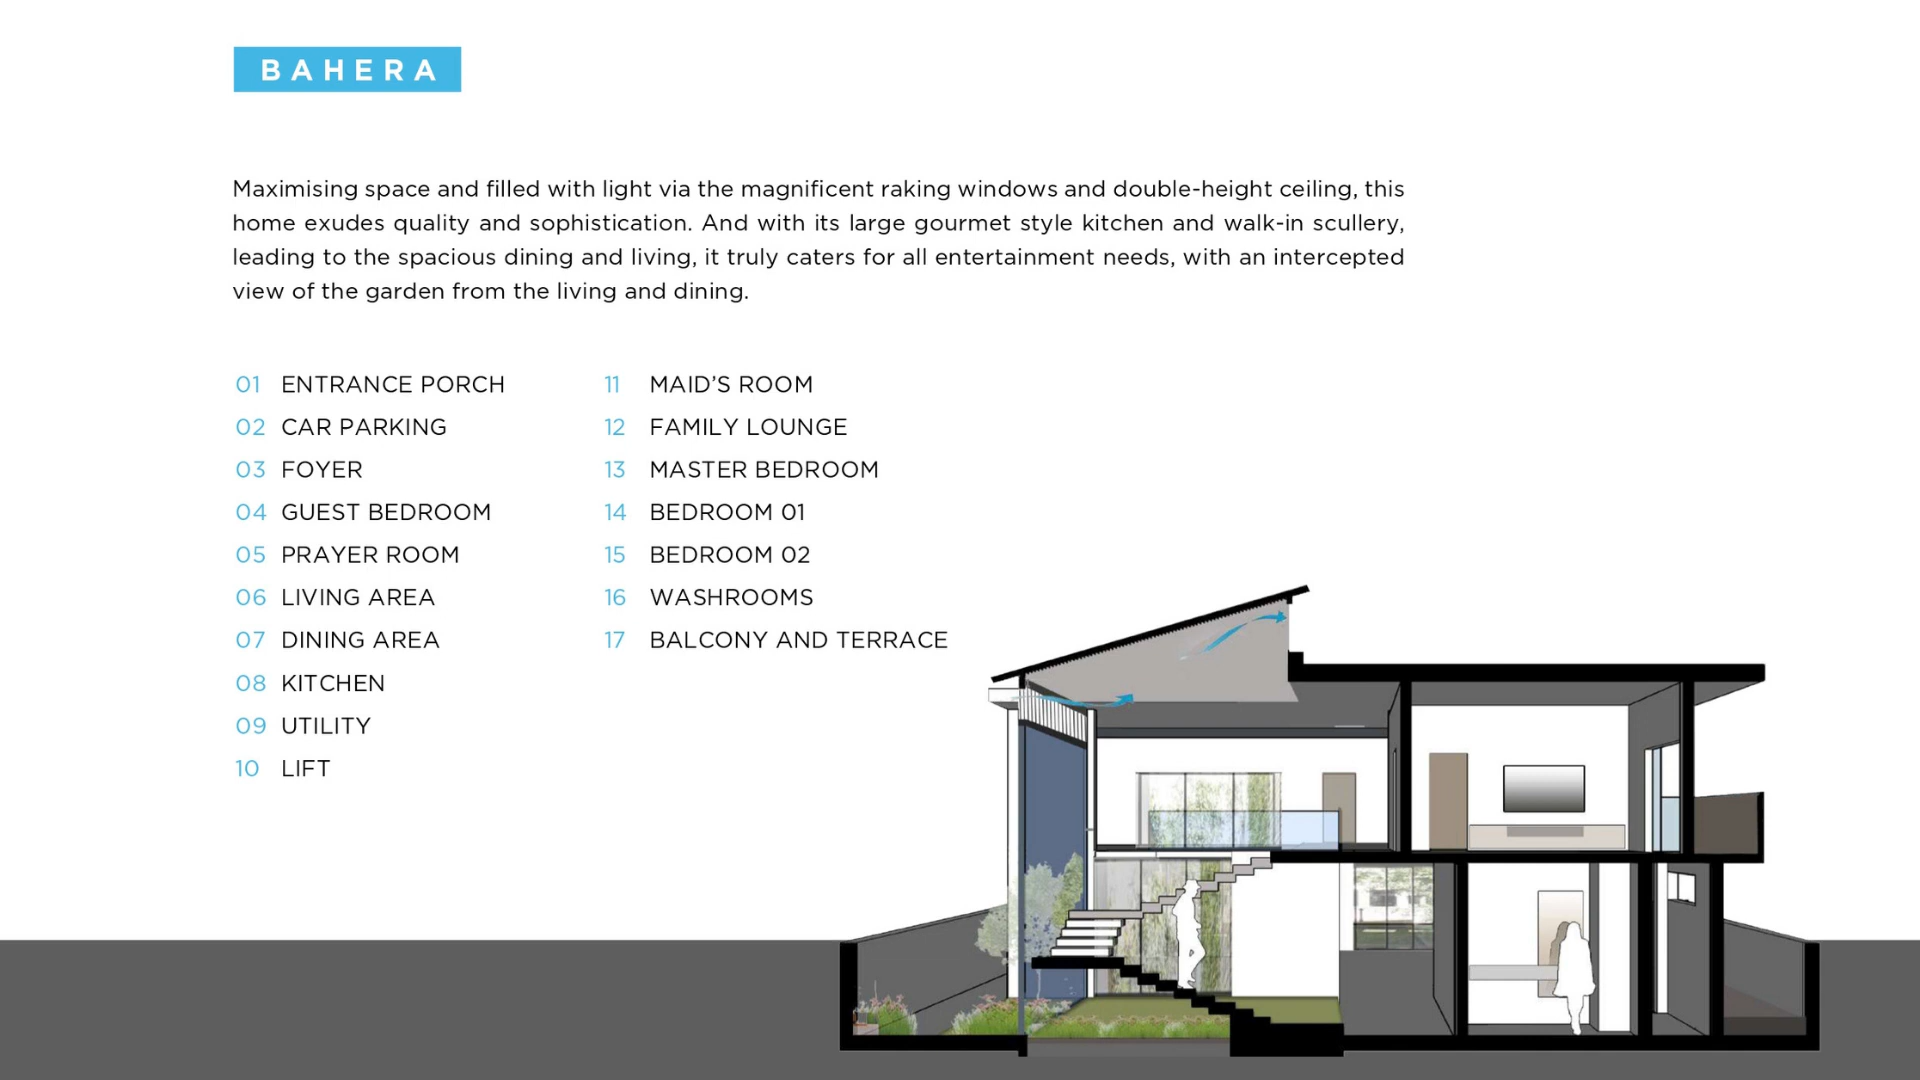 BAHERA
Maximising space and filled with light via the magnificent raking windows and double-height ceiling, this
home exudes quality and sophistication. And with its large gourmet style kitchen and walk-in scullery,
leading to the spacious dining and living, it truly caters for all entertainment needs, with an intercepted
view of the garden from the living and dining.
01 ENTRANCE PORCH
02 CAR PARKING
03 FOYER
04 GUEST BEDROOM
05 PRAYER ROOM
06 LIVING AREA
07 DINING AREA
08 KITCHEN
09 UTILITY
10 LIFT
11 MAID’S ROOM
12 FAMILY LOUNGE
13 MASTER BEDROOM
14 BEDROOM 01
15 BEDROOM 02
16 WASHROOMS
17 BALCONY AND TERRACE